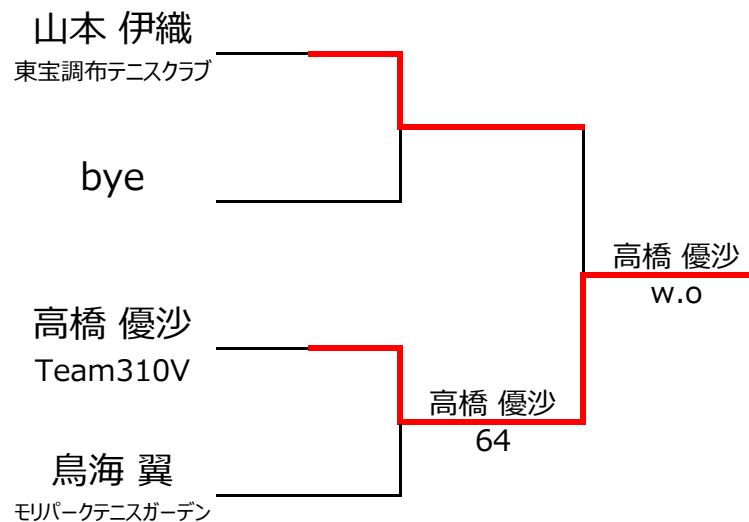 山本 伊織
東宝調布テニスクラブ
bye
高橋 優沙
w.o
高橋 優沙
Team310V
高橋 優沙
64
鳥海 翼
モリパークテニスガーデン